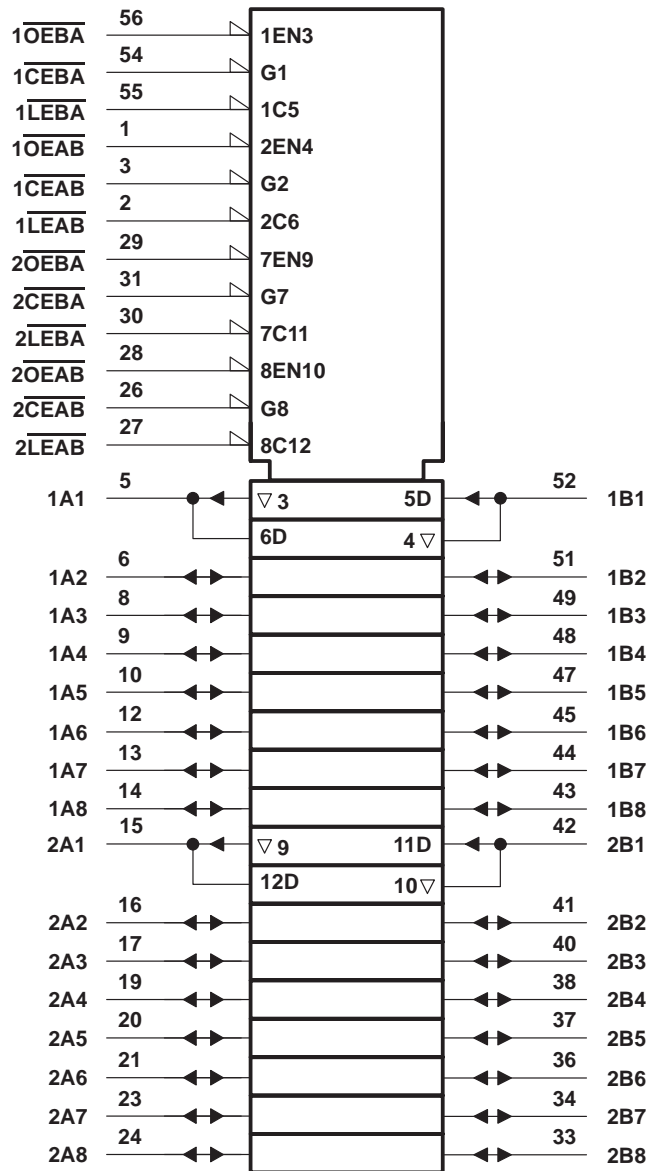 1OEBA 56 1EN3
1CEBA 54 G1
1LEBA 55 1C5
1OEAB 1 2EN4
1CEAB 3 G2
1LEAB 2 2C6
2OEBA 29 7EN9
2CEBA 31 G7
2LEBA 30 7C11
2OEAB 28 8EN10
2CEAB 26 G8
2LEAB 27 8C12
1A1 5 ▽ 3 5D 52 1B1
6D 4 ▽
1A2 6 51 1B2
1A3 8 49 1B3
1A4 9 48 1B4
1A5 10 47 1B5
1A6 12 45 1B6
1A7 13 44 1B7
1A8 14 43 1B8
2A1 15 ▽ 9 11D 42 2B1
12D 10 ▽
2A2 16 41 2B2
2A3 17 40 2B3
2A4 19 38 2B4
2A5 20 37 2B5
2A6 21 36 2B6
2A7 23 34 2B7
2A8 24 33 2B8